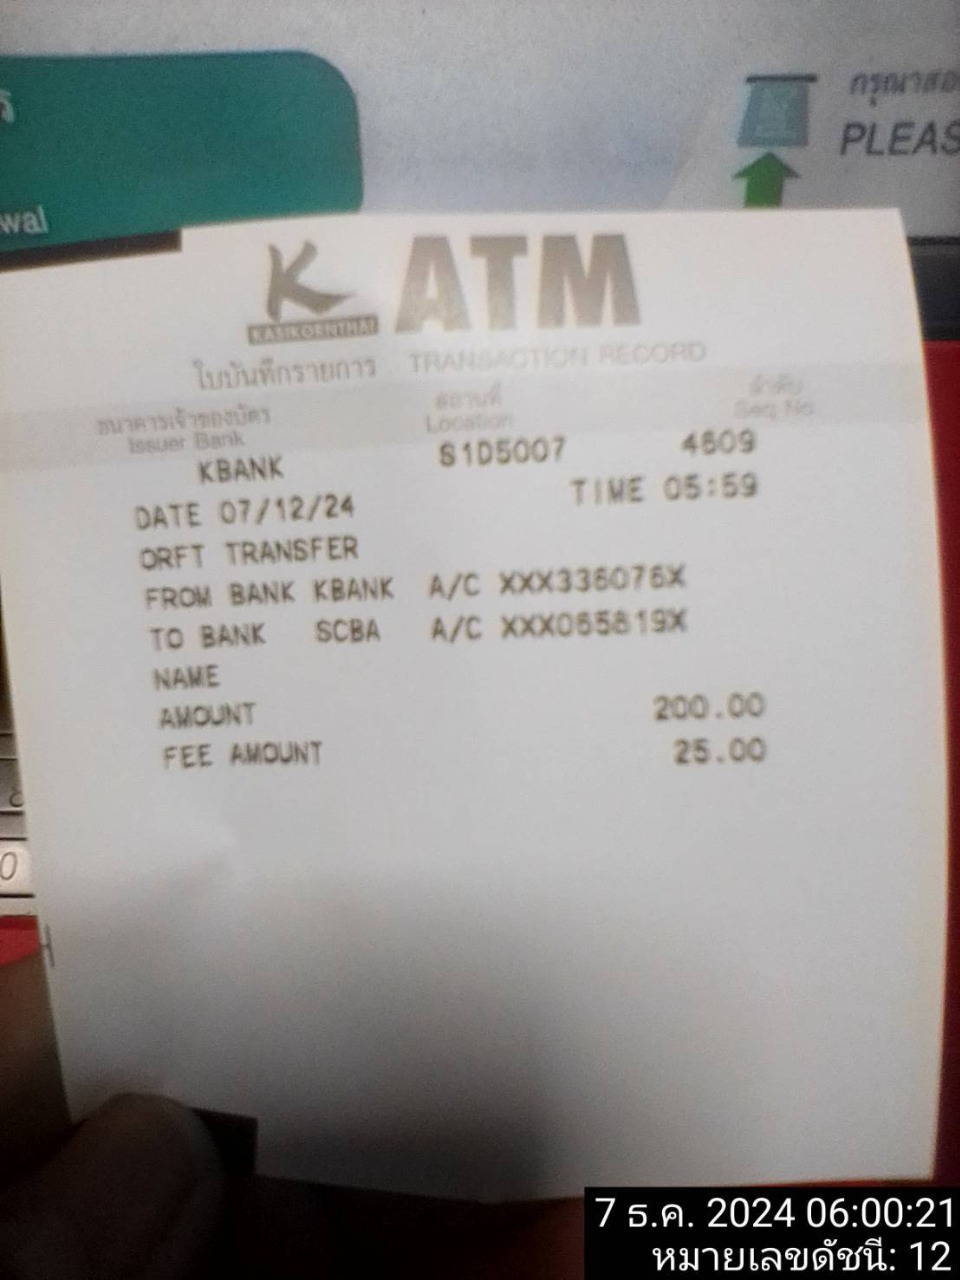 wal
กรุณาสอ
PLEAS
K ATM
KASIKORNTHAI
ใบบันทึกรายการ TRANSACTION RECORD
ธนาคารเจ้าของบัตร สถานที่ ลำดับ
Issuer Bank Location Seq No.
KBANK S1D5007 4609
DATE 07/12/24 TIME 05:59
ORFT TRANSFER
FROM BANK KBANK A/C XXX336076X
TO BANK SCBA A/C XXX065819X
NAME
AMOUNT 200.00
FEE AMOUNT 25.00
7 ธ.ค. 2024 06:00:21
หมายเลขดัชนี: 12